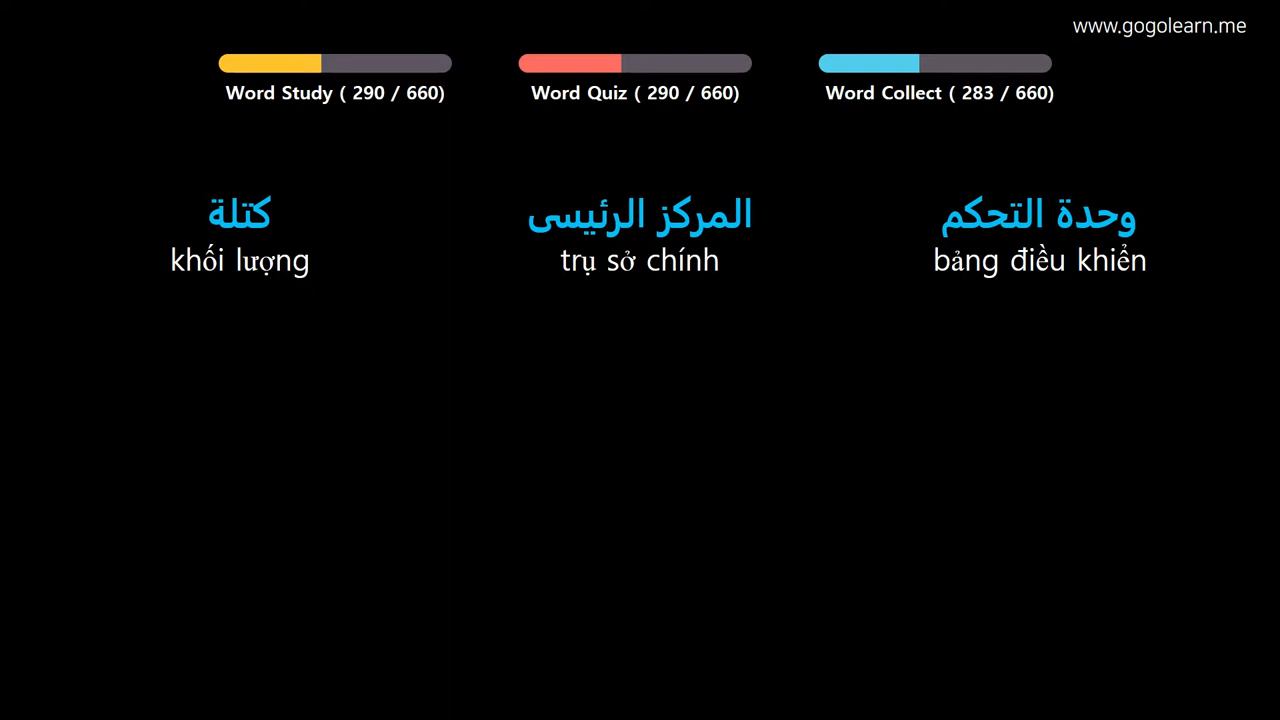 www.gogolearn.me
Word Study ( 290 / 660)
Word Quiz ( 290 / 660)
Word Collect ( 283 / 660)
كتلة
khối lượng
المركز الرئيسى
trụ sở chính
وحدة التحكم
bảng điều khiển